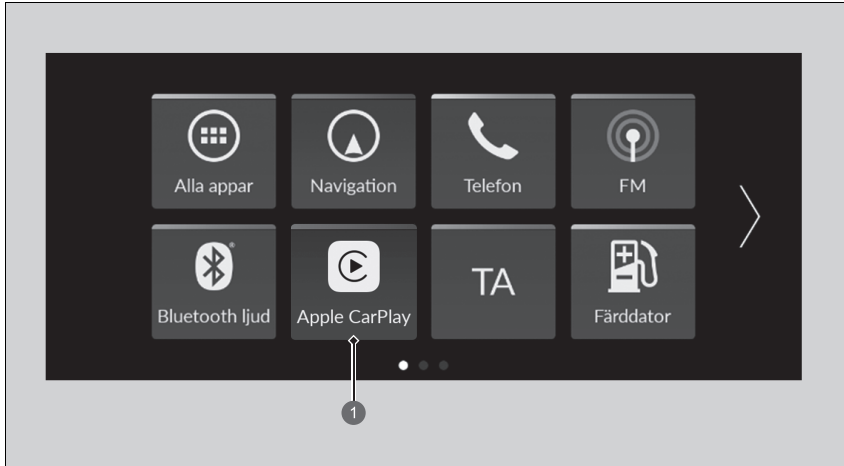 Alla appar
Navigation
Telefon
FM
Bluetooth ljud
Apple CarPlay
TA
Färddator
1